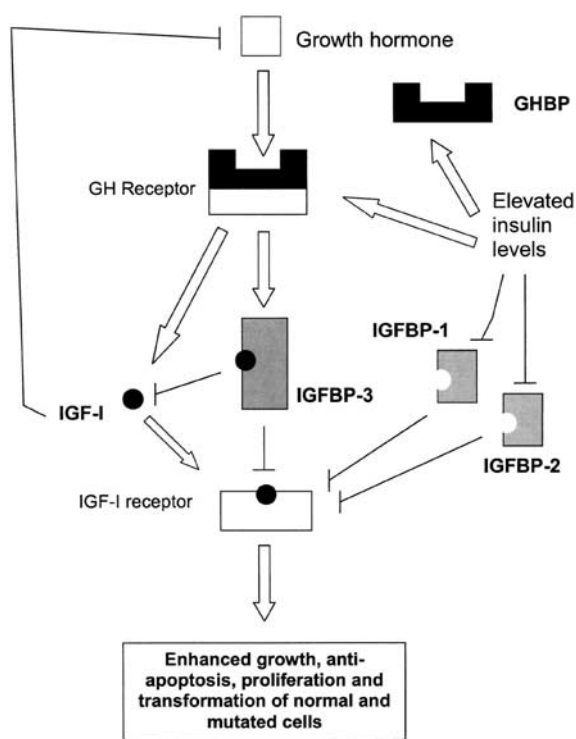 Growth hormone
GHBP
GH Receptor
Elevated
insulin
levels
IGFBP-1
IGF-I
IGFBP-3
IGFBP-2
IGF-I receptor
Enhanced growth, anti-
apoptosis, proliferation and
transformation of normal and
mutated cells